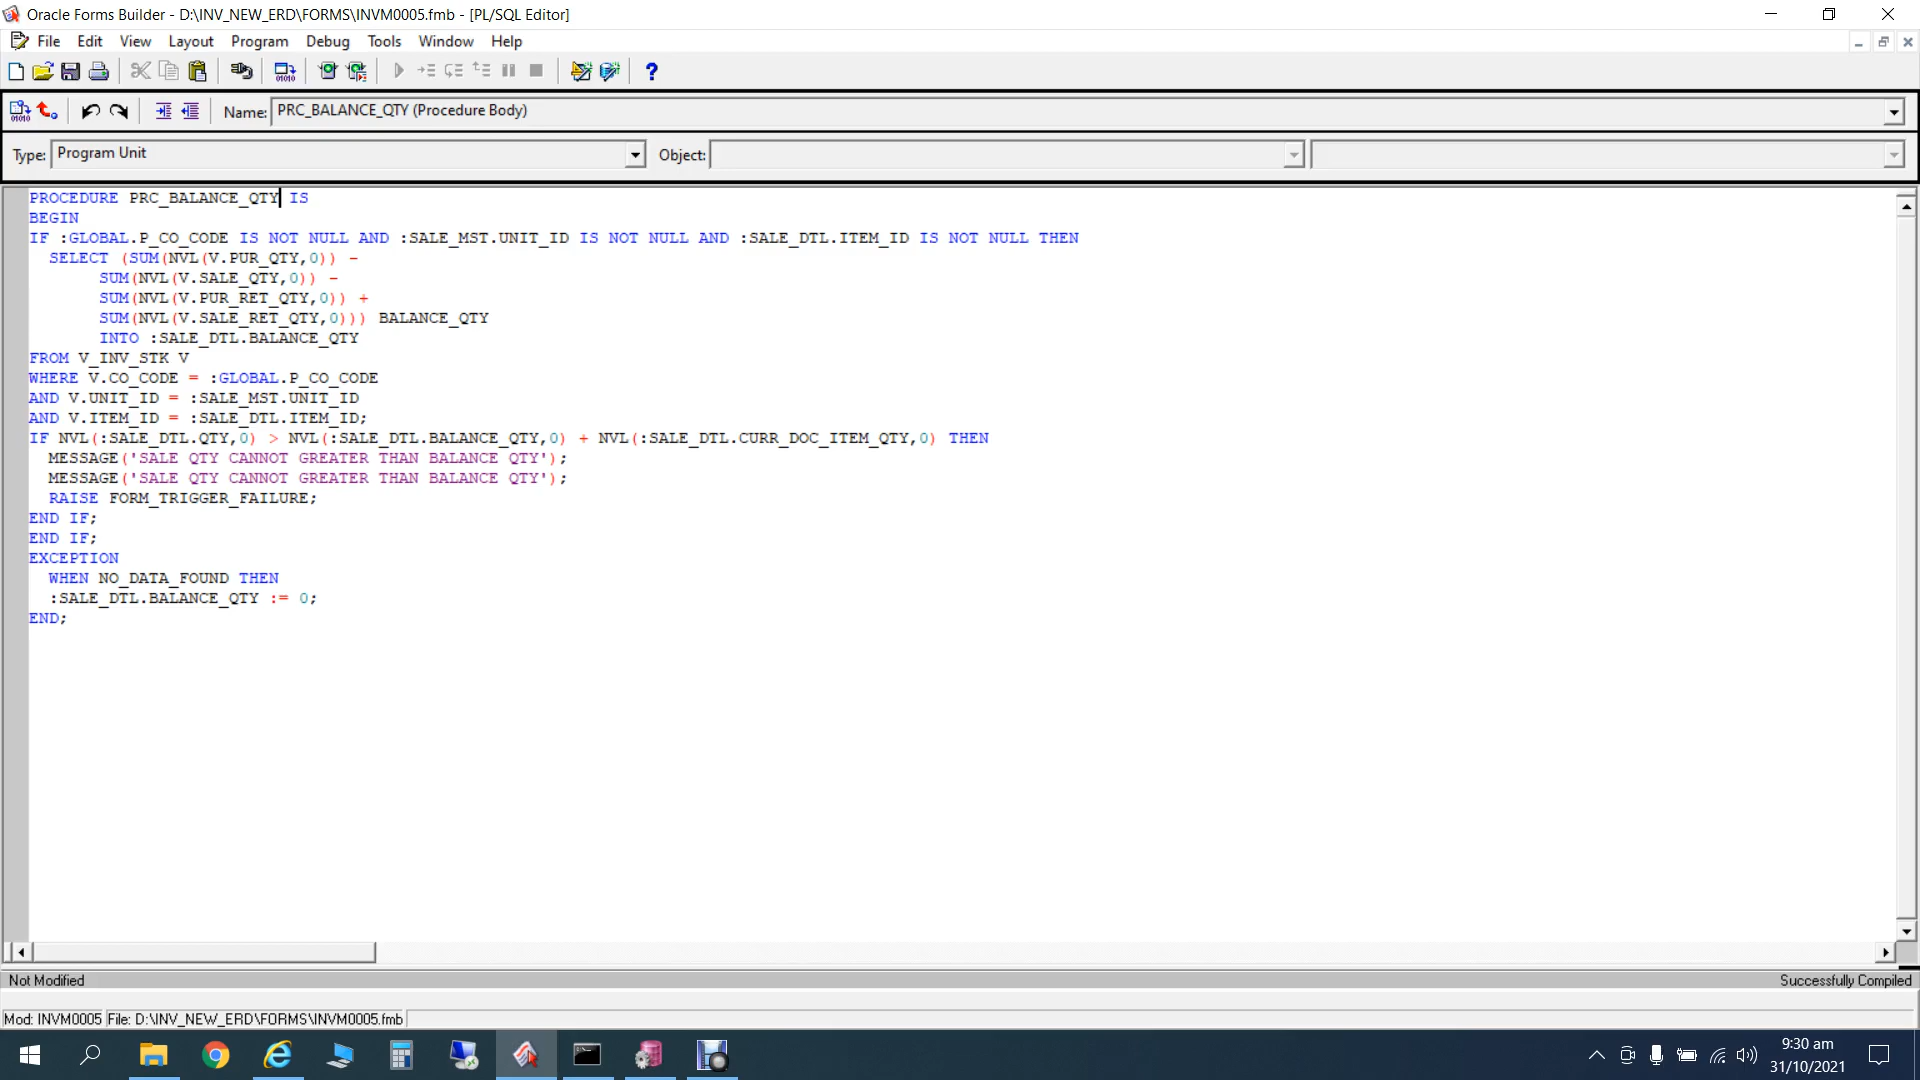 Oracle Forms Builder - D:\INV_NEW_ERD\FORMS\INVM0005.fmb - [PL/SQL Editor]
File Edit View Layout Program Debug Tools Window Help
Name: PRC_BALANCE_QTY (Procedure Body)
Type: Program Unit Object:
PROCEDURE PRC_BALANCE_QTY IS
BEGIN
IF :GLOBAL.P_CO_CODE IS NOT NULL AND :SALE_MST.UNIT_ID IS NOT NULL AND :SALE_DTL.ITEM_ID IS NOT NULL THEN
SELECT (SUM(NVL(V.PUR_QTY,0)) -
SUM(NVL(V.SALE_QTY,0)) -
SUM(NVL(V.PUR_RET_QTY,0)) +
SUM(NVL(V.SALE_RET_QTY,0))) BALANCE_QTY
INTO :SALE_DTL.BALANCE_QTY
FROM V_INV_STK V
WHERE V.CO_CODE = :GLOBAL.P_CO_CODE
AND V.UNIT_ID = :SALE_MST.UNIT_ID
AND V.ITEM_ID = :SALE_DTL.ITEM_ID;
IF NVL(:SALE_DTL.QTY,0) > NVL(:SALE_DTL.BALANCE_QTY,0) + NVL(:SALE_DTL.CURR_DOC_ITEM_QTY,0) THEN
MESSAGE('SALE QTY CANNOT GREATER THAN BALANCE QTY');
MESSAGE('SALE QTY CANNOT GREATER THAN BALANCE QTY');
RAISE FORM_TRIGGER_FAILURE;
END IF;
END IF;
EXCEPTION
WHEN NO_DATA_FOUND THEN
:SALE_DTL.BALANCE_QTY := 0;
END;
Not Modified Successfully Compiled
Mod: INVM0005 File: D:\INV_NEW_ERD\FORMS\INVM0005.fmb
9:30 am
31/10/2021